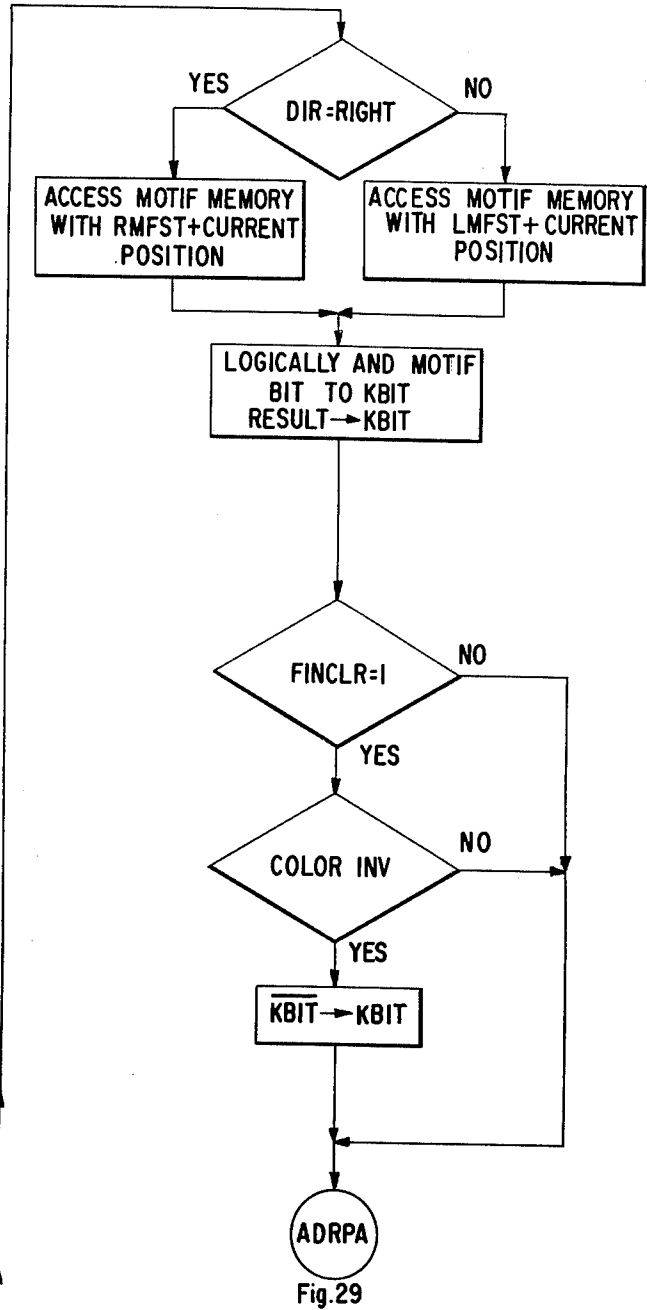 YES
NO
DIR=RIGHT
ACCESS MOTIF MEMORY
WITH RMFST+CURRENT
POSITION
ACCESS MOTIF MEMORY
WITH LMFST+CURRENT
POSITION
LOGICALLY AND MOTIF
BIT TO KBIT
RESULT→KBIT
FINCLR=1
NO
YES
COLOR INV
NO
YES
K̅B̅I̅T̅→KBIT
ADRPA
Fig.29